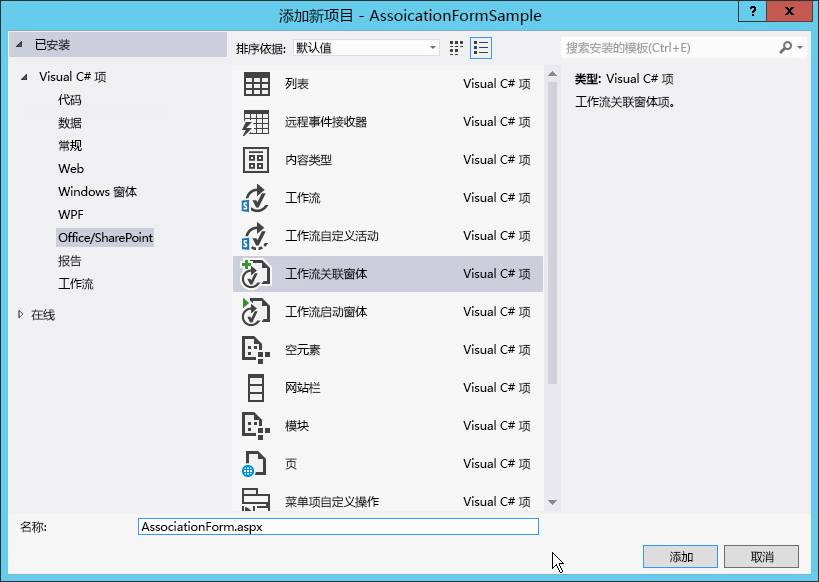 添加新项目 - AssoicationFormSample
?
x
已安装
排序依据: 默认值
搜索安装的模板(Ctrl+E)
Visual C# 项
代码
数据
常规
Web
Windows 窗体
WPF
Office/SharePoint
报告
工作流
在线
列表 Visual C# 项
远程事件接收器 Visual C# 项
内容类型 Visual C# 项
工作流 Visual C# 项
工作流自定义活动 Visual C# 项
工作流关联窗体 Visual C# 项
工作流启动窗体 Visual C# 项
空元素 Visual C# 项
网站栏 Visual C# 项
模块 Visual C# 项
页 Visual C# 项
菜单项自定义操作 Visual C# 项
类型: Visual C# 项
工作流关联窗体项。
名称: AssociationForm.aspx
添加 取消